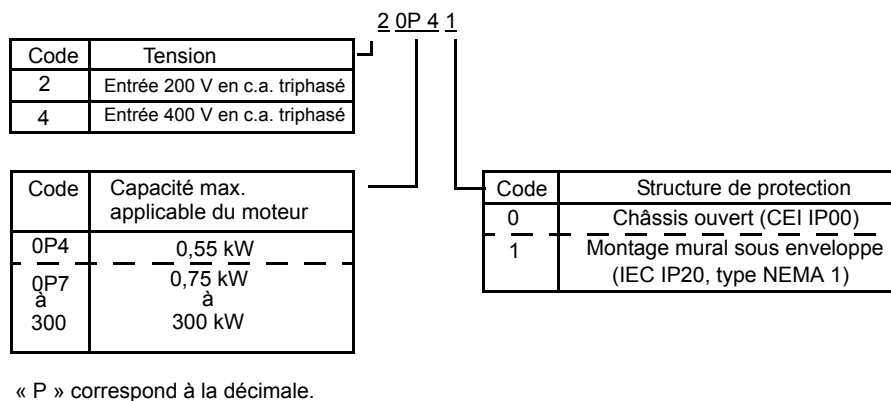 2 0P 4 1
Code Tension
2 Entrée 200 V en c.a. triphasé
4 Entrée 400 V en c.a. triphasé
Code Capacité max.
applicable du moteur
0P4 0,55 kW
0P7 0,75 kW
à à
300 300 kW
Code Structure de protection
0 Châssis ouvert (CEI IP00)
1 Montage mural sous enveloppe
(IEC IP20, type NEMA 1)
« P » correspond à la décimale.